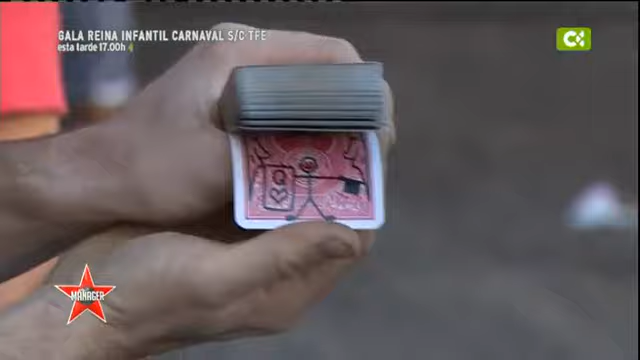 GALA REINA INFANTIL CARNAVAL S/C TFE
esta tarde 17.00h
Q
MANAGER